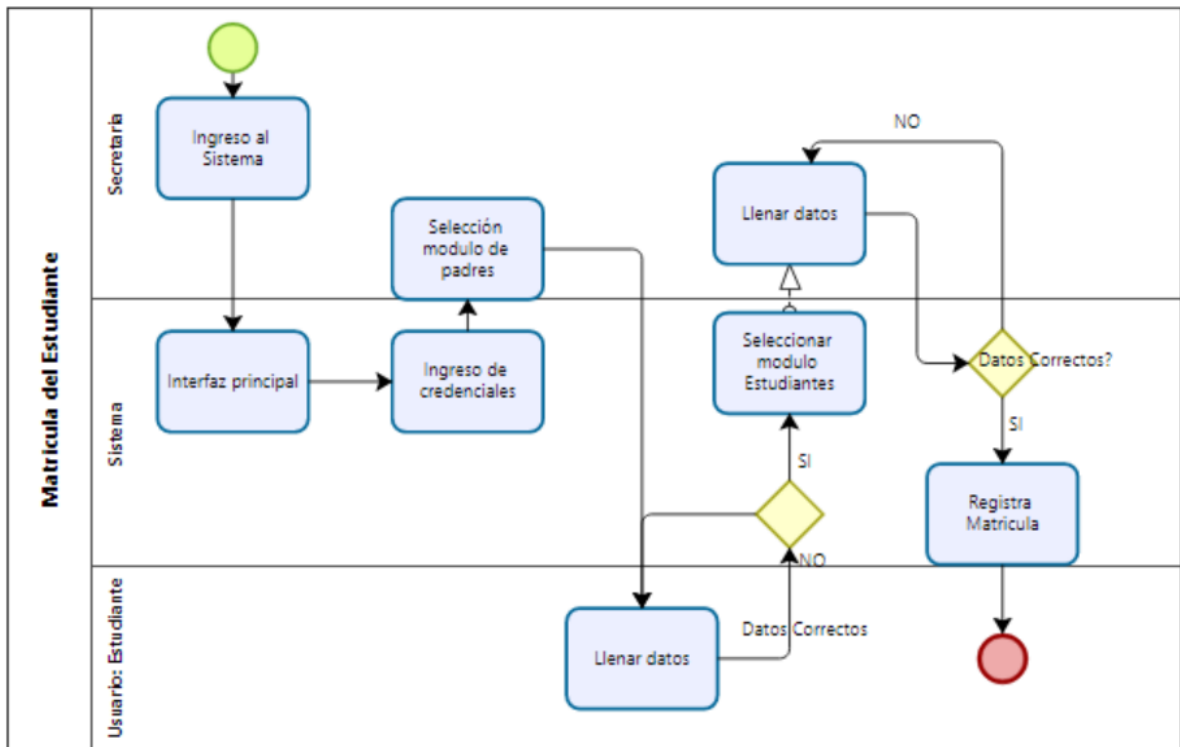 Matricula del Estudiante
Secretaria
Ingreso al
Sistema
Selección
modulo de
padres
Llenar datos
NO
Sistema
Interfaz principal
Ingreso de
credenciales
Seleccionar
modulo
Estudiantes
Datos Correctos?
SI
SI
Registra
Matricula
NO
Usuario: Estudiante
Llenar datos
Datos Correctos